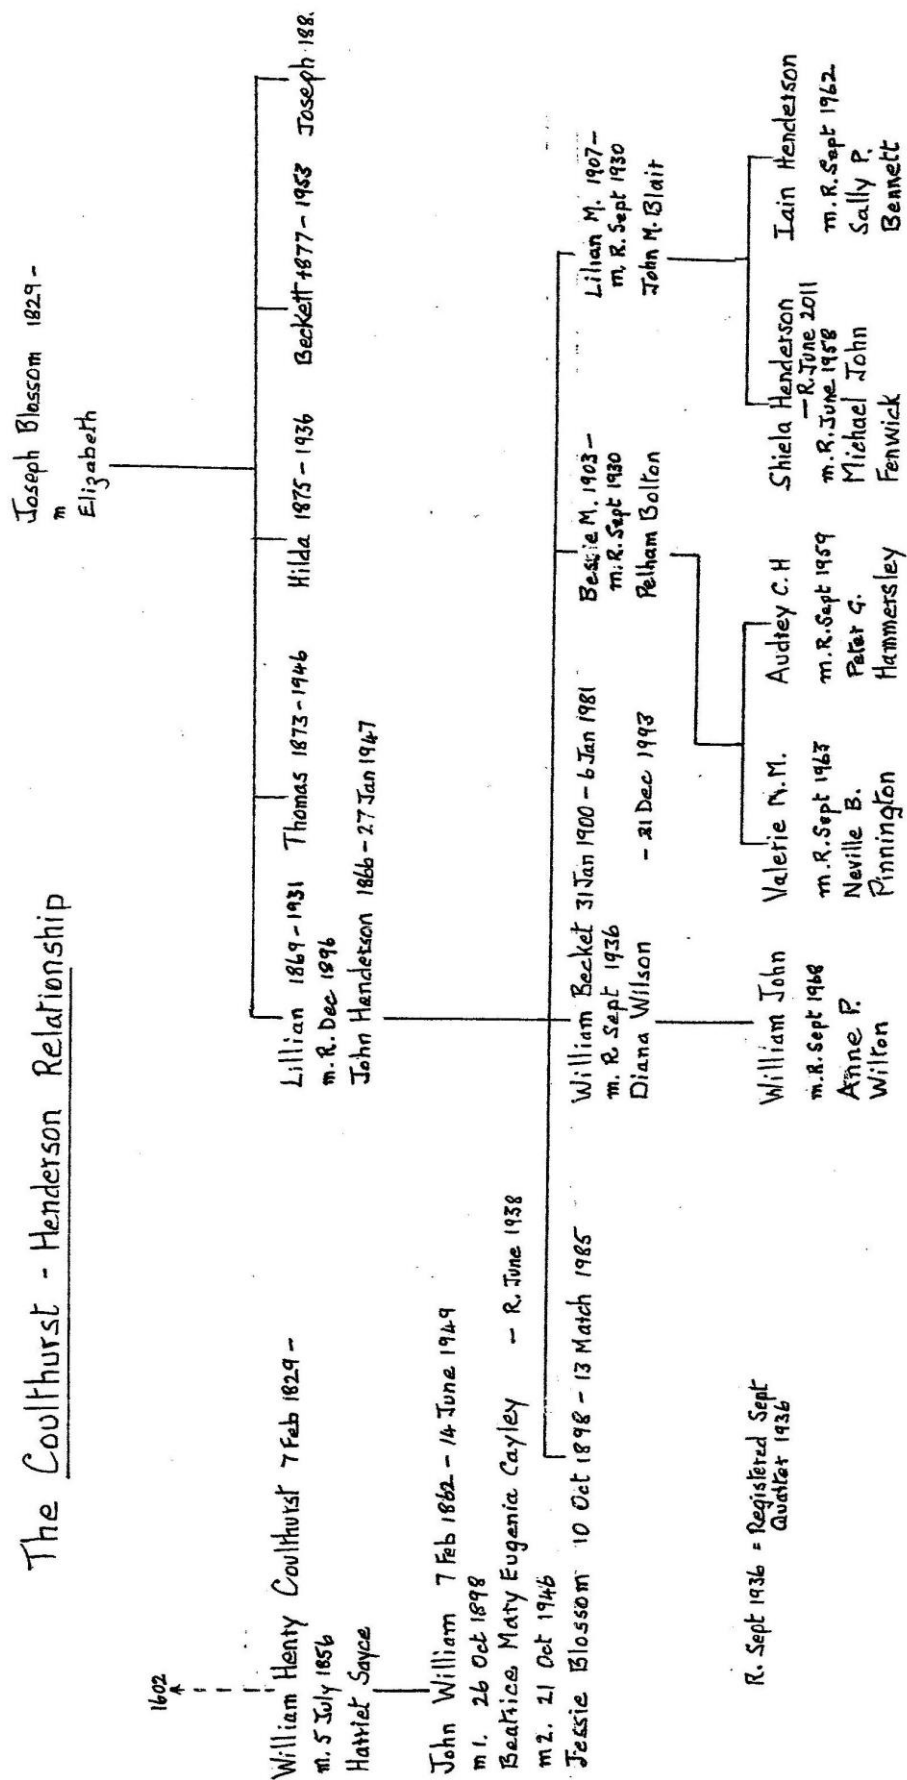 The Coulthurst - Henderson Relationship
Joseph Blossom 1829 -
m
Elizabeth
1602
William Henry Coulthurst 7 Feb 1829 -
m. 5 July 1856
Harriet Sayce
Lillian 1869 - 1931
m. R. Dec 1896
John Henderson 1866 - 27 Jan 1947
Thomas 1873 - 1946
Hilda 1875 - 1936
Beckett 1877 - 1953
Joseph 188.
John William 7 Feb 1862 - 14 June 1949
m 1. 26 Oct 1898
Beatrice Mary Eugenia Cayley - R. June 1938
m 2. 21 Oct 1946
Jessie Blossom 10 Oct 1898 - 13 March 1985
William Becket 31 Jan 1900 - 6 Jan 1981
m. R. Sept 1936
Diana Wilson - 21 Dec 1993
Bessie M. 1903 -
m. R. Sept 1930
Pelham Bolton
Lilian M. 1907 -
m. R. Sept 1930
John M. Blair
William John
m. R. Sept 1968
Anne P.
Wilton
Valerie M.M.
m. R. Sept 1963
Neville B.
Pinnington
Audrey C.H
m. R. Sept 1959
Peter G.
Hammersley
Shiela Henderson
- R. June 2011
m. R. June 1958
Michael John
Fenwick
Iain Henderson
m. R. Sept 1962
Sally P.
Bennett
R. Sept 1936 = Registered Sept
Quarter 1936